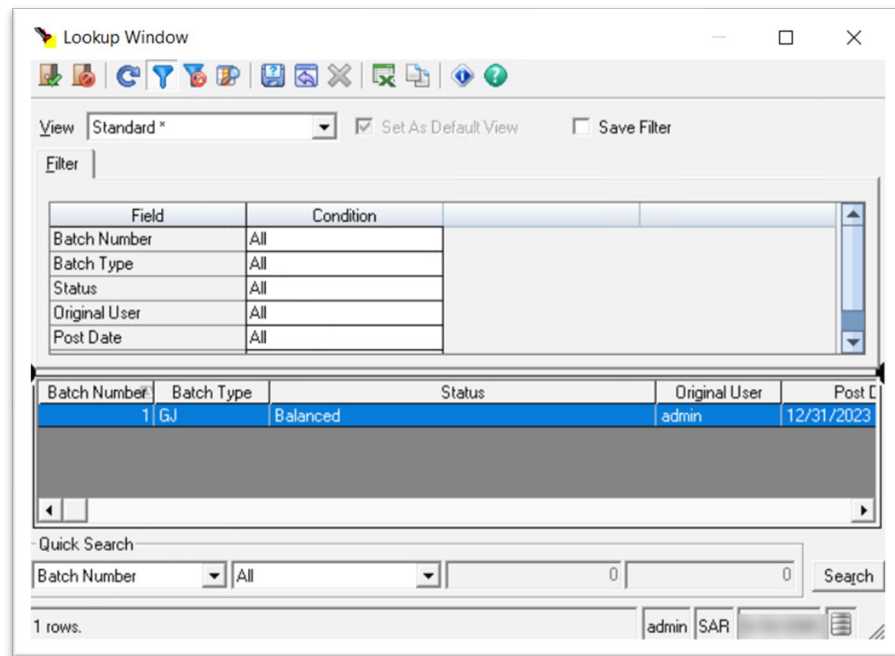 Lookup Window
View Standard * Set As Default View Save Filter
Filter
Field Condition
Batch Number All
Batch Type All
Status All
Original User All
Post Date All
Batch Number Batch Type Status Original User Post D
1 GJ Balanced admin 12/31/2023
Quick Search
Batch Number All 0 0 Search
1 rows. admin SAR